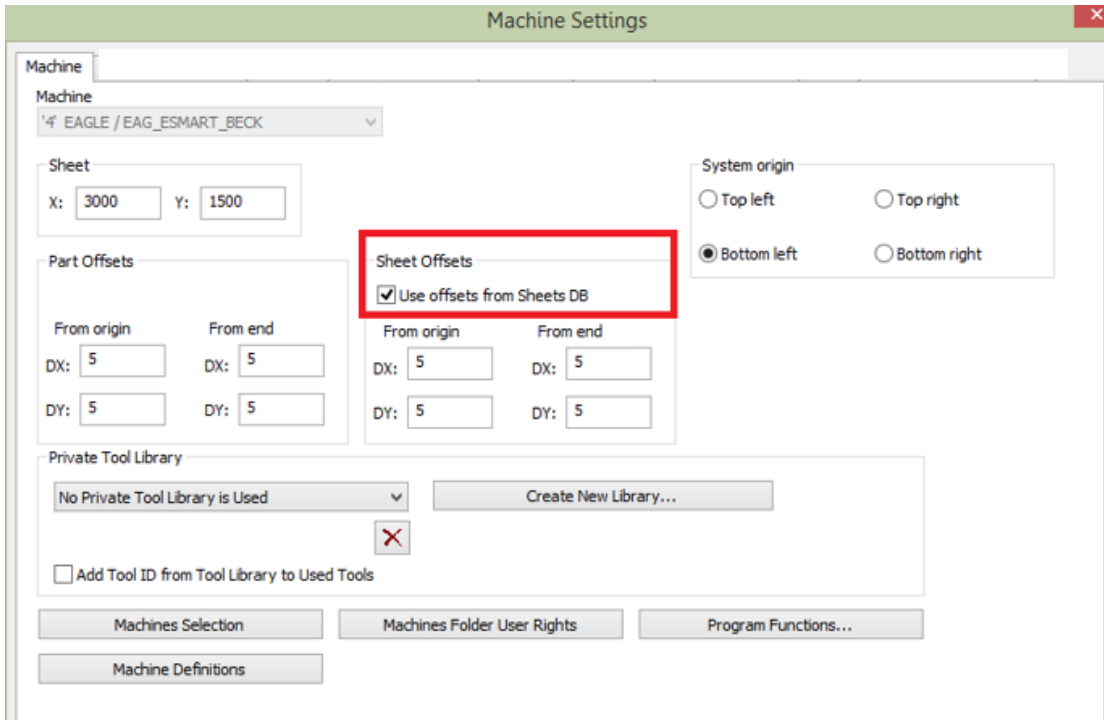 Machine Settings
Machine
Machine
'4' EAGLE / EAG_ESMART_BECK
Sheet
X: 3000 Y: 1500
System origin
Top left Top right
Bottom left Bottom right
Part Offsets
From origin From end
DX: 5 DX: 5
DY: 5 DY: 5
Sheet Offsets
Use offsets from Sheets DB
From origin From end
DX: 5 DX: 5
DY: 5 DY: 5
Private Tool Library
No Private Tool Library is Used Create New Library...
Add Tool ID from Tool Library to Used Tools
Machines Selection Machines Folder User Rights Program Functions...
Machine Definitions